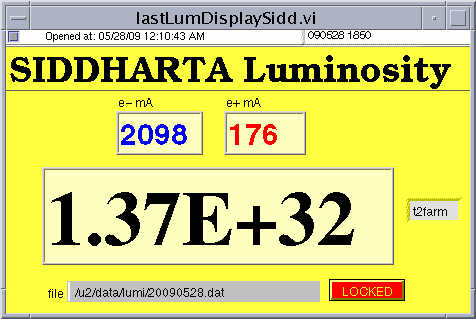 lastLumDisplaySidd.vi
Opened at: 05/28/09 12:10:43 AM 090528 1850
SIDDHARTA Luminosity
e- mA e+ mA
2098 176
1.37E+32
t2farm
file /u2/data/lumi/20090528.dat LOCKED